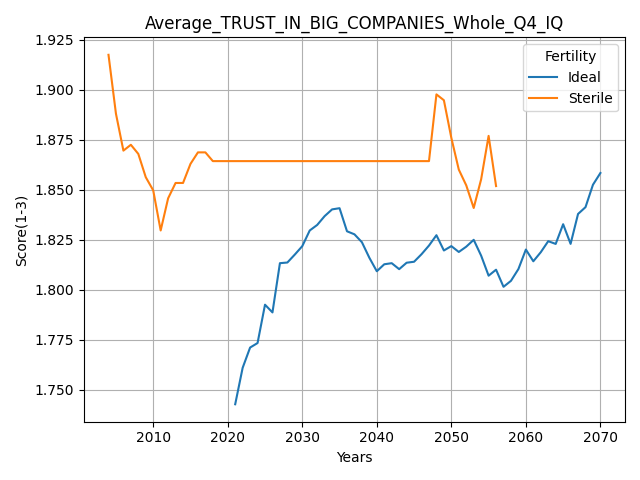 Average_TRUST_IN_BIG_COMPANIES_Whole_Q4_IQ
Fertility
Ideal
Sterile
Score(1-3)
1.925
1.900
1.875
1.850
1.825
1.800
1.775
1.750
2010 2020 2030 2040 2050 2060 2070
Years